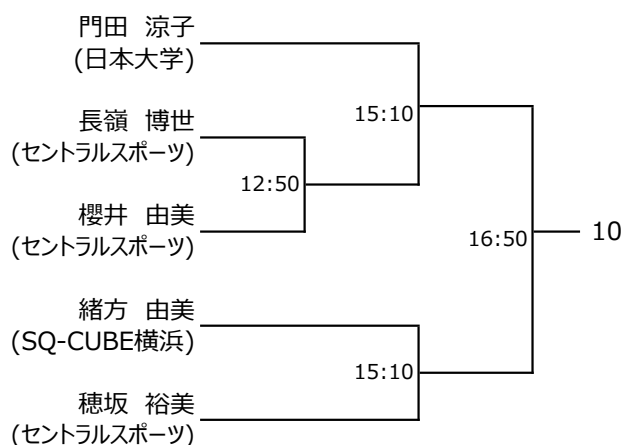 門田 涼子
(日本大学)
15:10
長嶺 博世
(セントラルスポーツ)
12:50
櫻井 由美
(セントラルスポーツ)
16:50
10
緒方 由美
(SQ-CUBE横浜)
15:10
穂坂 裕美
(セントラルスポーツ)